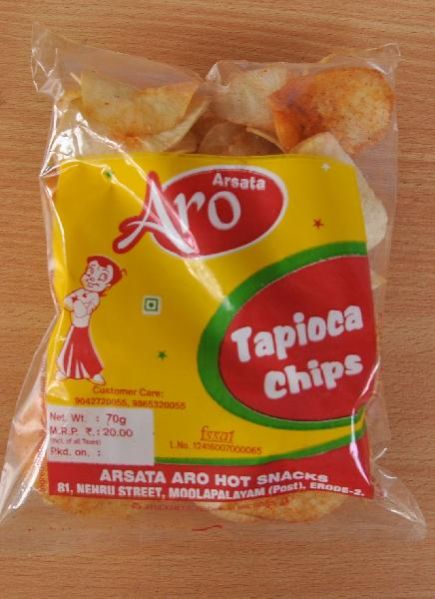 Arsata
Aro
Tapioca
Chips
Customer Care:
9042720055, 9865320055
Net. Wt. : 70g
M.R.P. ₹.: 20.00
(Incl. of all Taxes)
Pkd. on. :
fssai
L.No. 12416007000065
ARSATA ARO HOT SNACKS
81, NEHRU STREET, MOOLAPALAYAM (Post), ERODE-2.